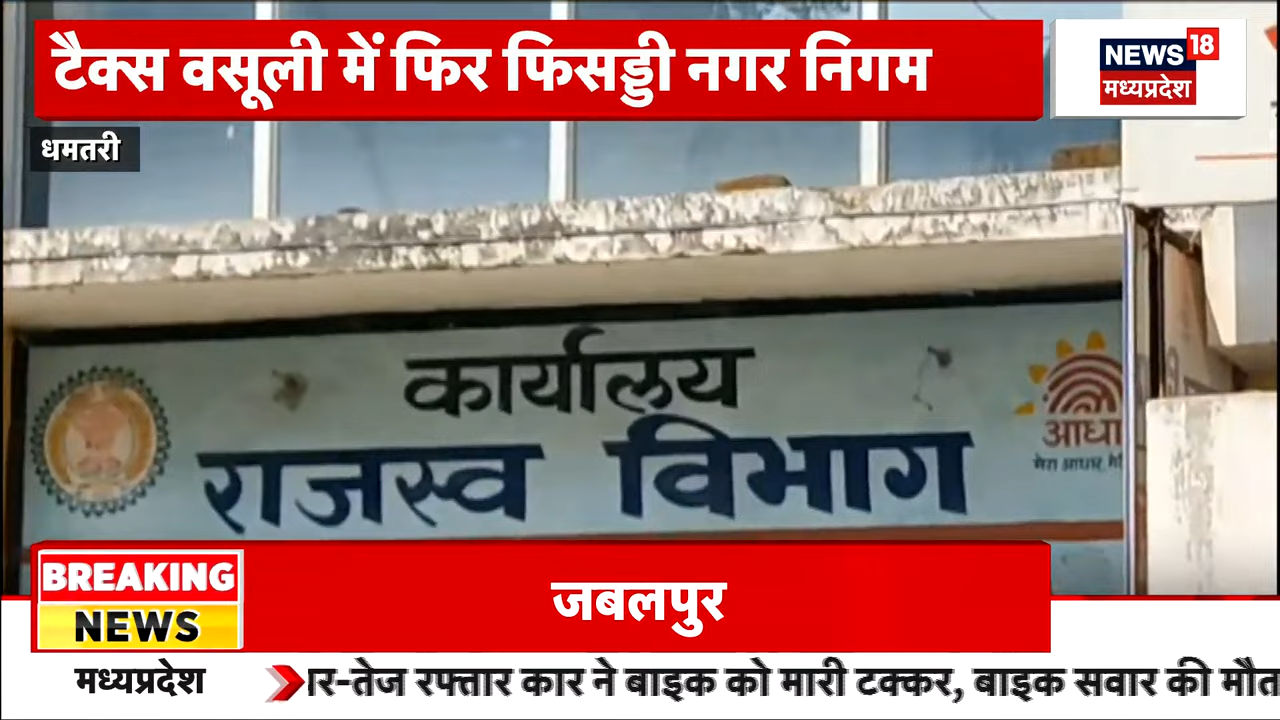 टैक्स वसूली में फिर फिसड्डी नगर निगम
NEWS 18
मध्यप्रदेश
धमतरी
कार्यालय
राजस्व विभाग
आधा
मेरा आधार
BREAKING
NEWS
जबलपुर
मध्यप्रदेश
ार-तेज रफ्तार कार ने बाइक को मारी टक्कर, बाइक सवार की मौत